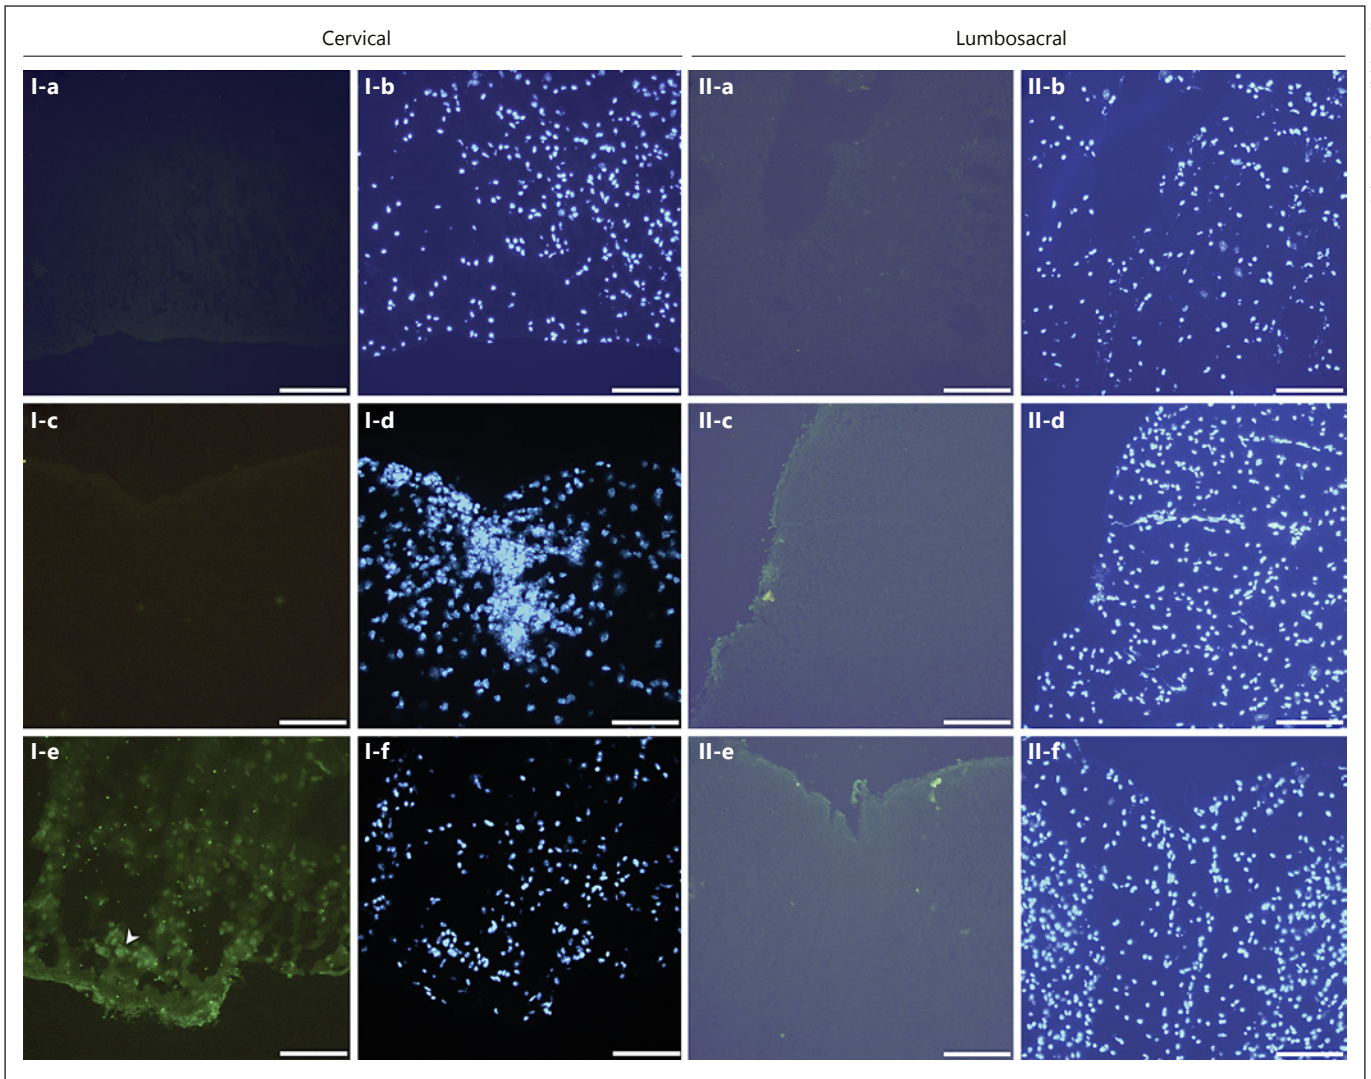 Cervical
Lumbosacral
I-a
I-b
II-a
II-b
I-c
I-d
II-c
II-d
I-e
I-f
II-e
II-f